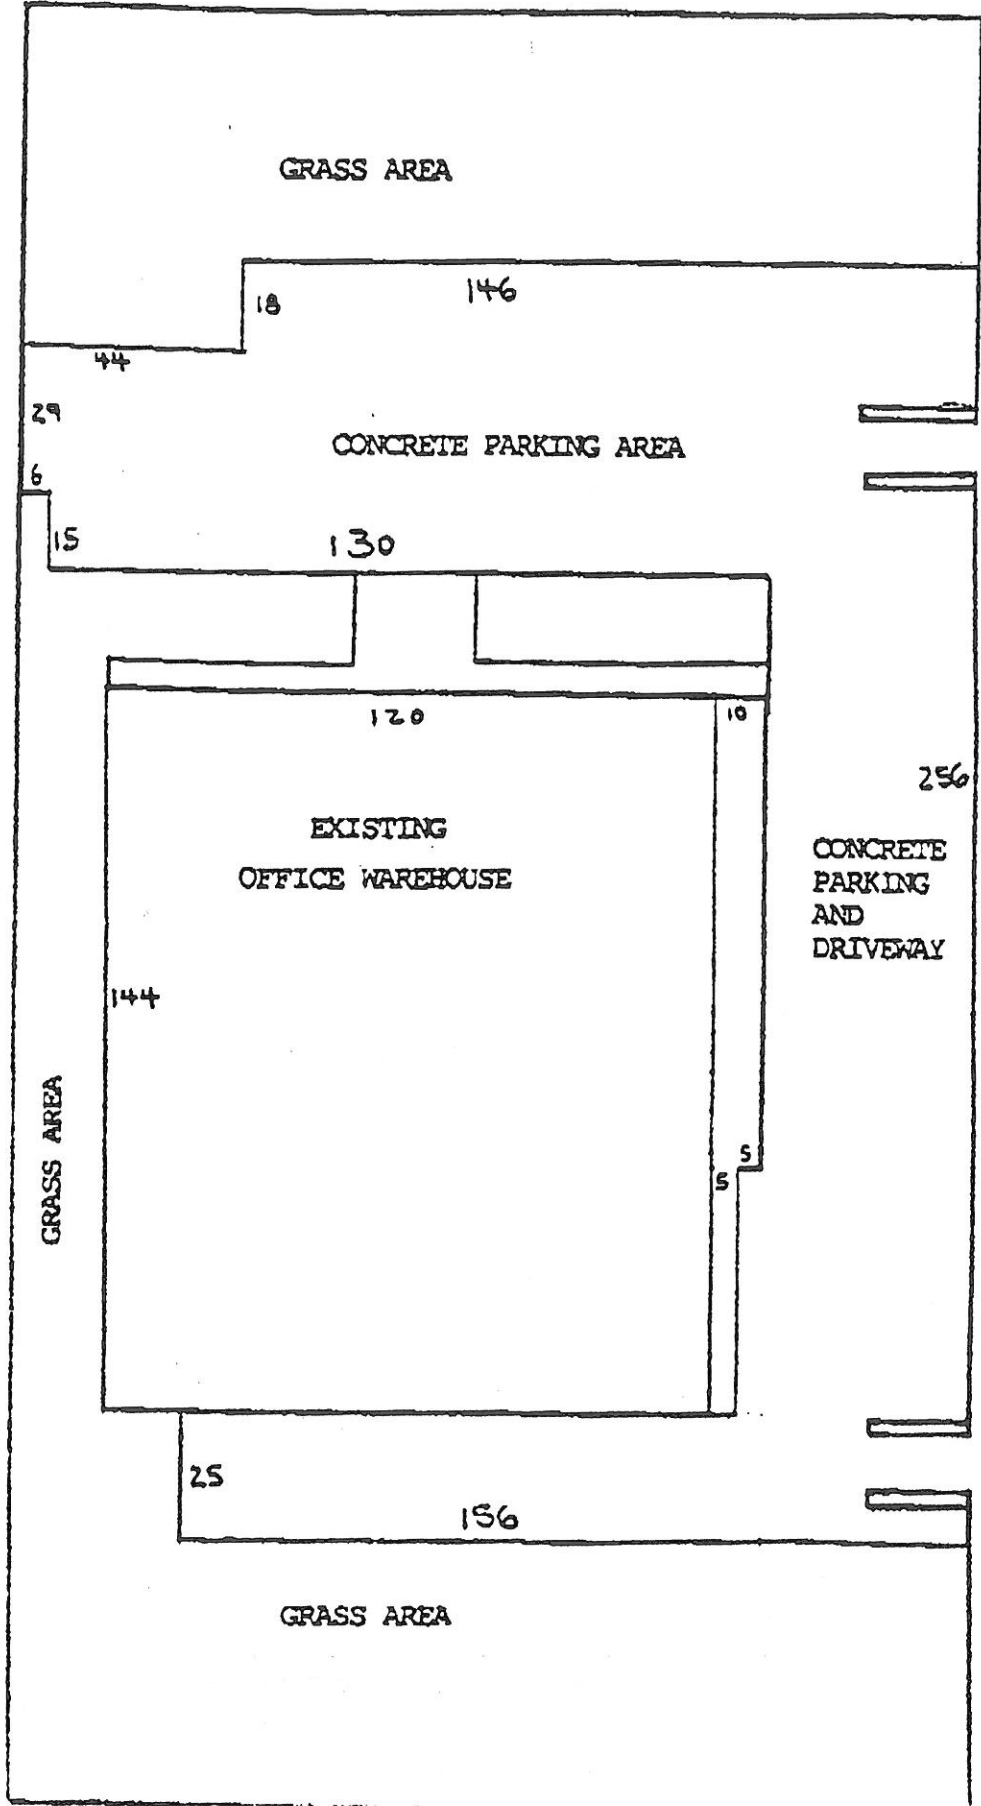 GRASS AREA
146
18
44
29
CONCRETE PARKING AREA
6
15
130
120
10
256
EXISTING
OFFICE WAREHOUSE
CONCRETE
PARKING
AND
DRIVEWAY
144
GRASS AREA
5
5
25
156
GRASS AREA